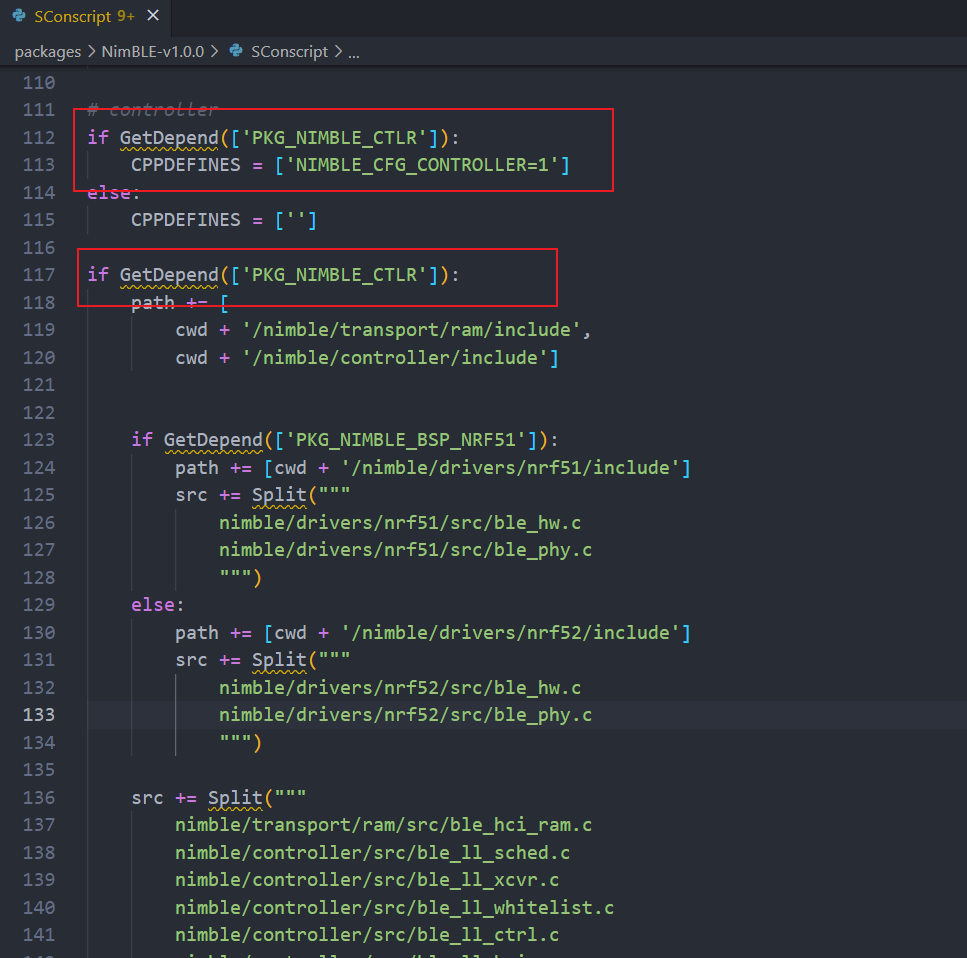 SConscript 9+ ×
packages > NimBLE-v1.0.0 > SConscript > ...
110
111 # controller
112 if GetDepend(['PKG_NIMBLE_CTLR']):
113     CPPDEFINES = ['NIMBLE_CFG_CONTROLLER=1']
114 else:
115     CPPDEFINES = ['']
116
117 if GetDepend(['PKG_NIMBLE_CTLR']):
118     path += [
119         cwd + '/nimble/transport/ram/include',
120         cwd + '/nimble/controller/include']
121
122
123     if GetDepend(['PKG_NIMBLE_BSP_NRF51']):
124         path += [cwd + '/nimble/drivers/nrf51/include']
125         src += Split("""
126             nimble/drivers/nrf51/src/ble_hw.c
127             nimble/drivers/nrf51/src/ble_phy.c
128             """)
129     else:
130         path += [cwd + '/nimble/drivers/nrf52/include']
131         src += Split("""
132             nimble/drivers/nrf52/src/ble_hw.c
133             nimble/drivers/nrf52/src/ble_phy.c
134             """)
135
136     src += Split("""
137         nimble/transport/ram/src/ble_hci_ram.c
138         nimble/controller/src/ble_ll_sched.c
139         nimble/controller/src/ble_ll_xcvr.c
140         nimble/controller/src/ble_ll_whitelist.c
141         nimble/controller/src/ble_ll_ctrl.c